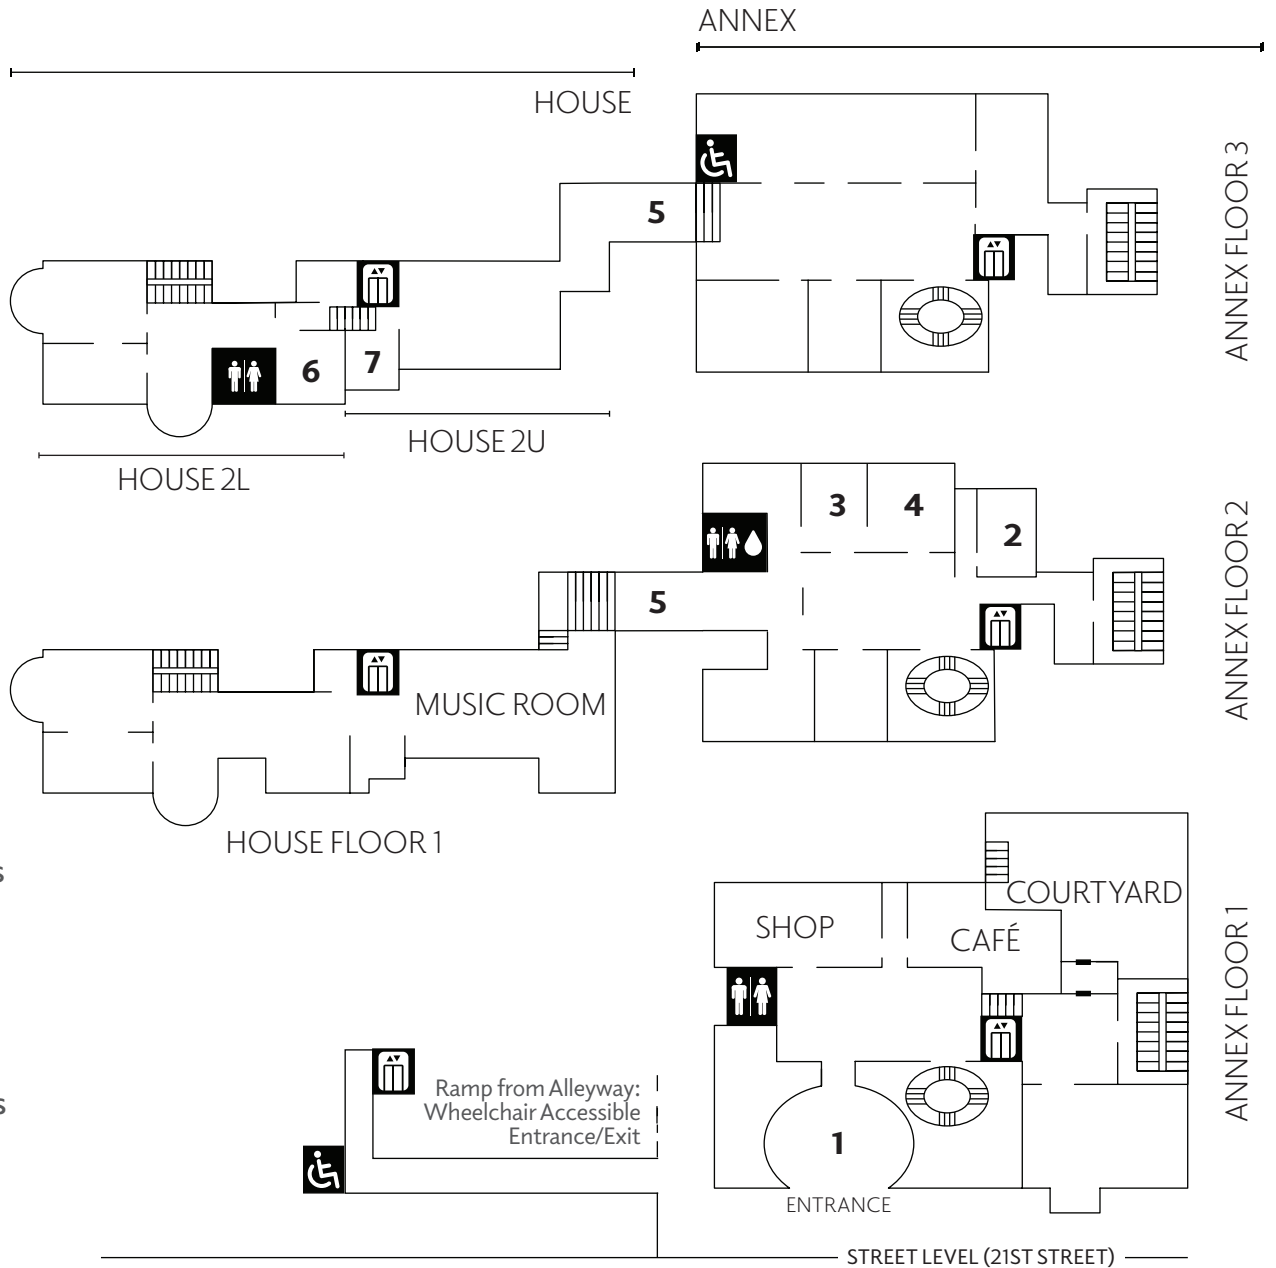 ANNEX
HOUSE
ANNEX FLOOR 3
5
6
7
HOUSE 2U
HOUSE 2L
ANNEX FLOOR 2
3
4
2
5
MUSIC ROOM
HOUSE FLOOR 1
s
COURTYARD
SHOP
CAFÉ
ANNEX FLOOR 1
Ramp from Alleyway:
Wheelchair Accessible
Entrance/Exit
s
1
ENTRANCE
STREET LEVEL (21ST STREET)